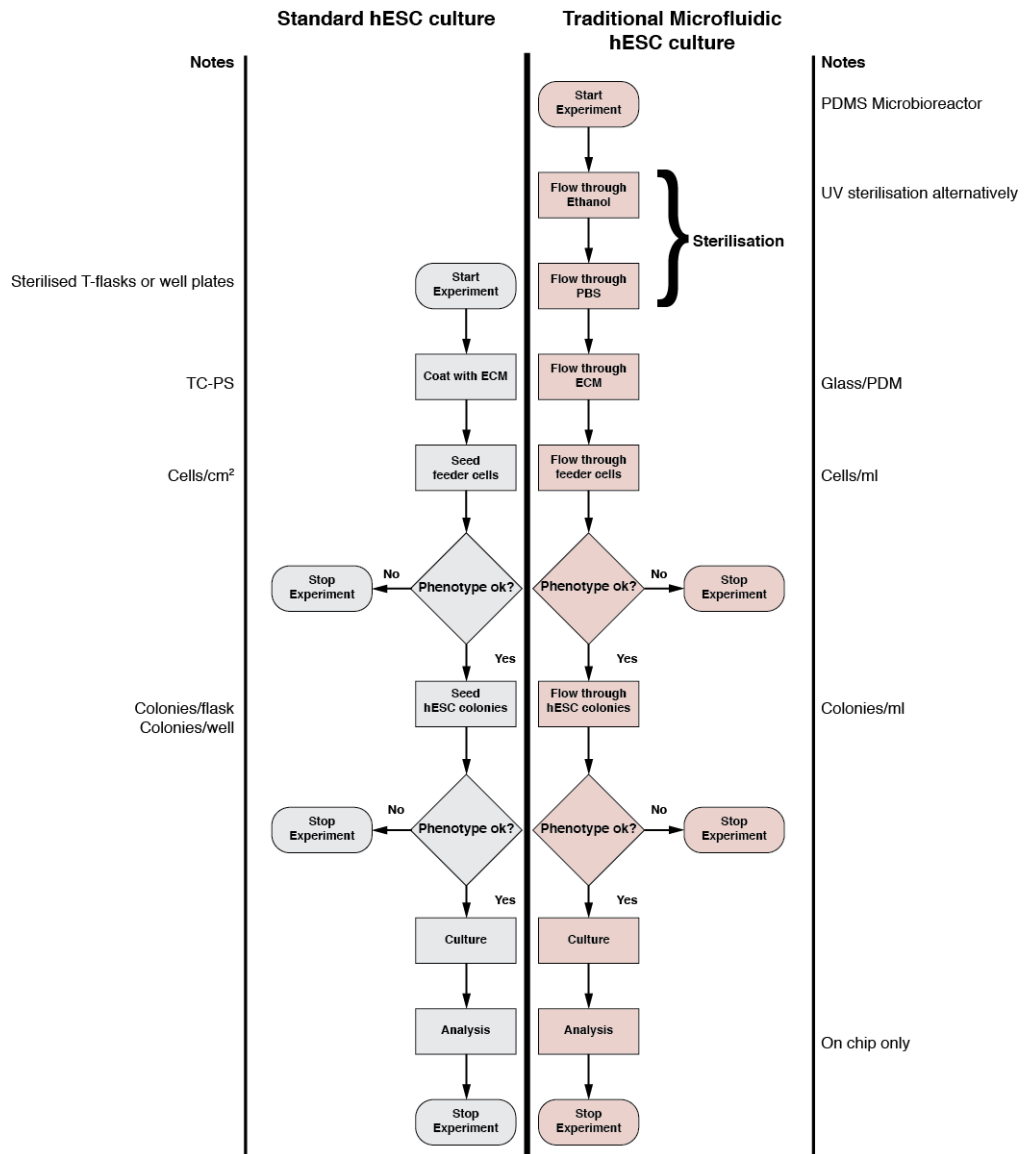 Standard hESC culture
Traditional Microfluidic
hESC culture
Notes
Notes
Start
Experiment
PDMS Microbioreactor
Flow through
Ethanol
UV sterilisation alternatively
Sterilisation
Sterilised T-flasks or well plates
Start
Experiment
Flow through
PBS
TC-PS
Coat with ECM
Flow through
ECM
Glass/PDM
Cells/cm²
Seed
feeder cells
Flow through
feeder cells
Cells/ml
Stop
Experiment
No
Phenotype ok?
Phenotype ok?
No
Stop
Experiment
Yes
Yes
Colonies/flask
Colonies/well
Seed
hESC colonies
Flow through
hESC colonies
Colonies/ml
Stop
Experiment
No
Phenotype ok?
Phenotype ok?
No
Stop
Experiment
Yes
Yes
Culture
Culture
Analysis
Analysis
On chip only
Stop
Experiment
Stop
Experiment